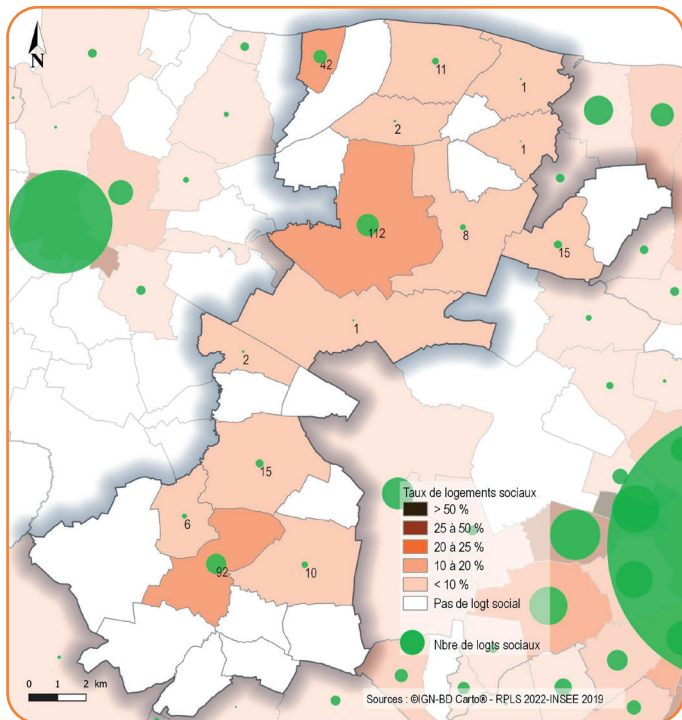 N
42
11
1
2
1
112
8
15
1
2
15
6
92
10
Taux de logements sociaux
> 50 %
25 à 50 %
20 à 25 %
10 à 20 %
< 10 %
Pas de logt social
Nbre de logts sociaux
0 1 2 km
Sources : ©IGN-BD Carto® - RPLS 2022-INSEE 2019